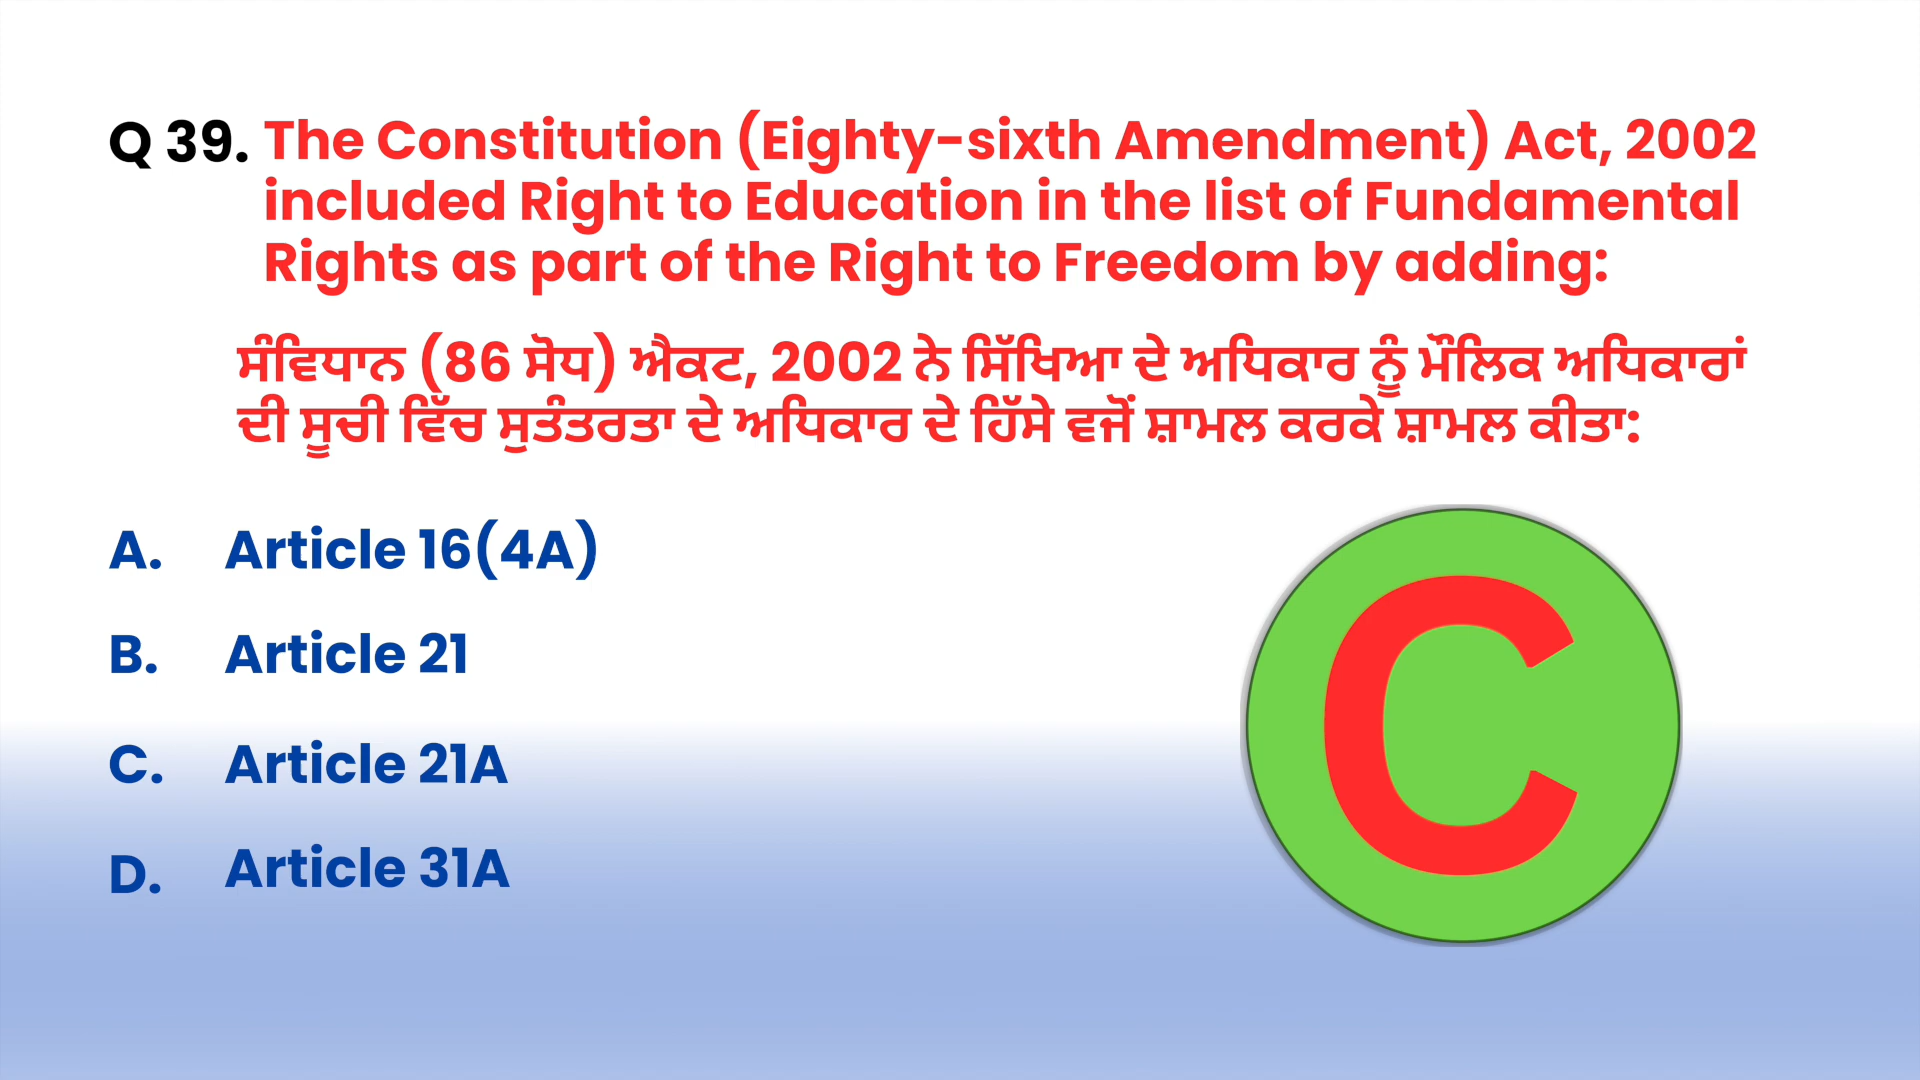 Q 39. The Constitution (Eighty-sixth Amendment) Act, 2002
included Right to Education in the list of Fundamental
Rights as part of the Right to Freedom by adding:
ਸੰਵਿਧਾਨ (86 ਸੋਧ) ਐਕਟ, 2002 ਨੇ ਸਿੱਖਿਆ ਦੇ ਅਧਿਕਾਰ ਨੂੰ ਮੌਲਿਕ ਅਧਿਕਾਰਾਂ
ਦੀ ਸੂਚੀ ਵਿੱਚ ਸੁਤੰਤਰਤਾ ਦੇ ਅਧਿਕਾਰ ਦੇ ਹਿੱਸੇ ਵਜੋਂ ਸ਼ਾਮਲ ਕਰਕੇ ਸ਼ਾਮਲ ਕੀਤਾ:
A. Article 16(4A)
B. Article 21
C. Article 21A
D. Article 31A
C